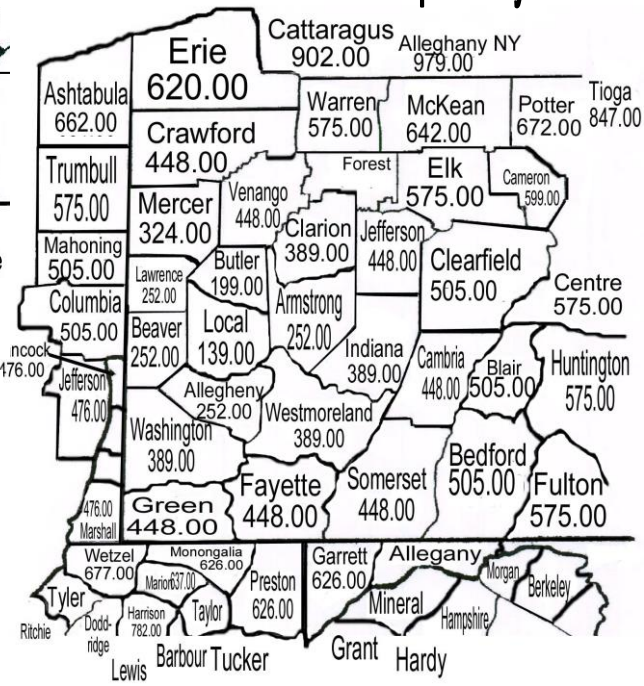 Cattaragus
902.00
Alleghany NY
979.00
Erie
620.00
Ashtabula
662.00
Warren
575.00
McKean
642.00
Potter
672.00
Tioga
847.00
Crawford
448.00
Trumbull
575.00
Forest
Elk
575.00
Cameron
599.00
Venango
448.00
Mercer
324.00
Clarion
389.00
Jefferson
448.00
Clearfield
505.00
Mahoning
505.00
Lawrence
252.00
Butler
199.00
Centre
575.00
Columbia
505.00
Beaver
252.00
Local
139.00
Armstrong
252.00
Indiana
389.00
Cambria
448.00
Blair
505.00
Huntington
575.00
ncock
476.00
Jefferson
476.00
Allegheny
252.00
Westmoreland
389.00
Washington
389.00
Bedford
505.00
Fayette
448.00
Somerset
448.00
Fulton
575.00
476.00
Marshall
Green
448.00
Wetzel
677.00
Monongalia
626.00
Marion637.00
Preston
626.00
Garrett
626.00
Allegany
Morgan
Berkeley
Tyler
Mineral
Hampshire
Ritchie
Dodd-
ridge
Harrison
782.00
Taylor
Lewis
Barbour
Tucker
Grant
Hardy